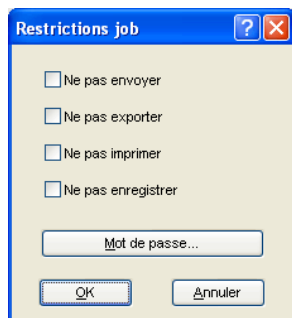 Restrictions job
Ne pas envoyer
Ne pas exporter
Ne pas imprimer
Ne pas enregistrer
Mot de passe...
OK
Annuler